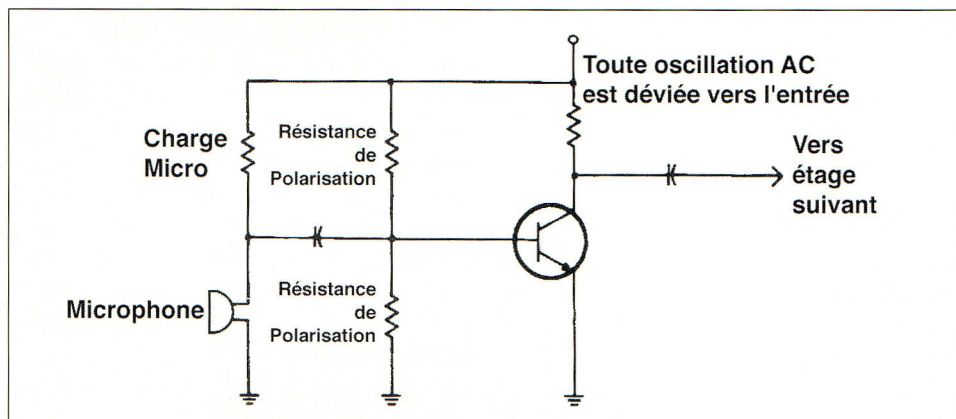 Toute oscillation AC
est déviée vers l'entrée
Charge
Micro
Résistance
de
Polarisation
Vers
étage
suivant
Microphone
Résistance
de
Polarisation